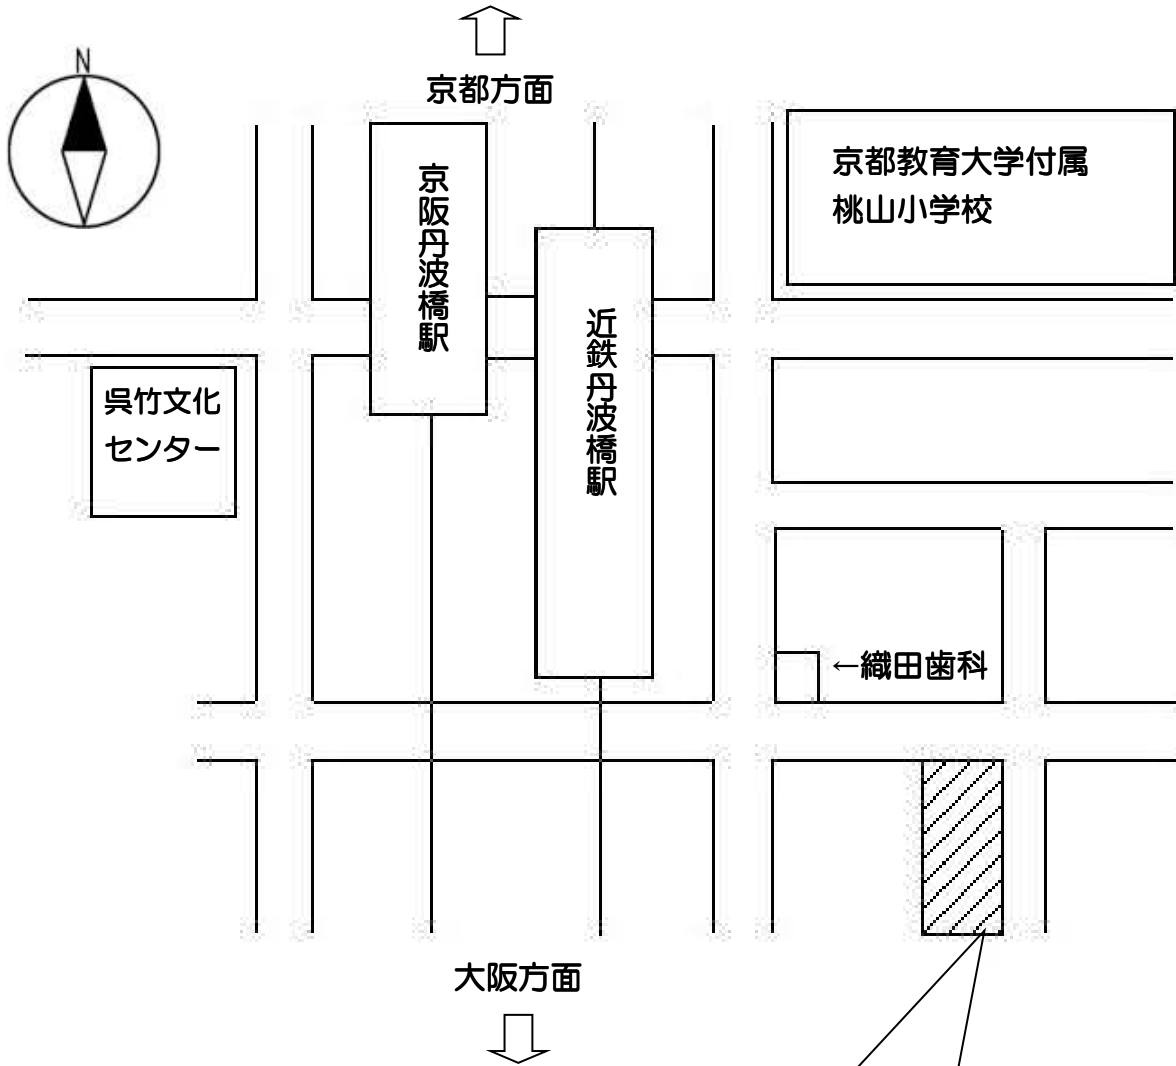 N
京都方面
京都教育大学付属
桃山小学校
京阪丹波橋駅
近鉄丹波橋駅
呉竹文化
センター
←織田歯科
大阪方面